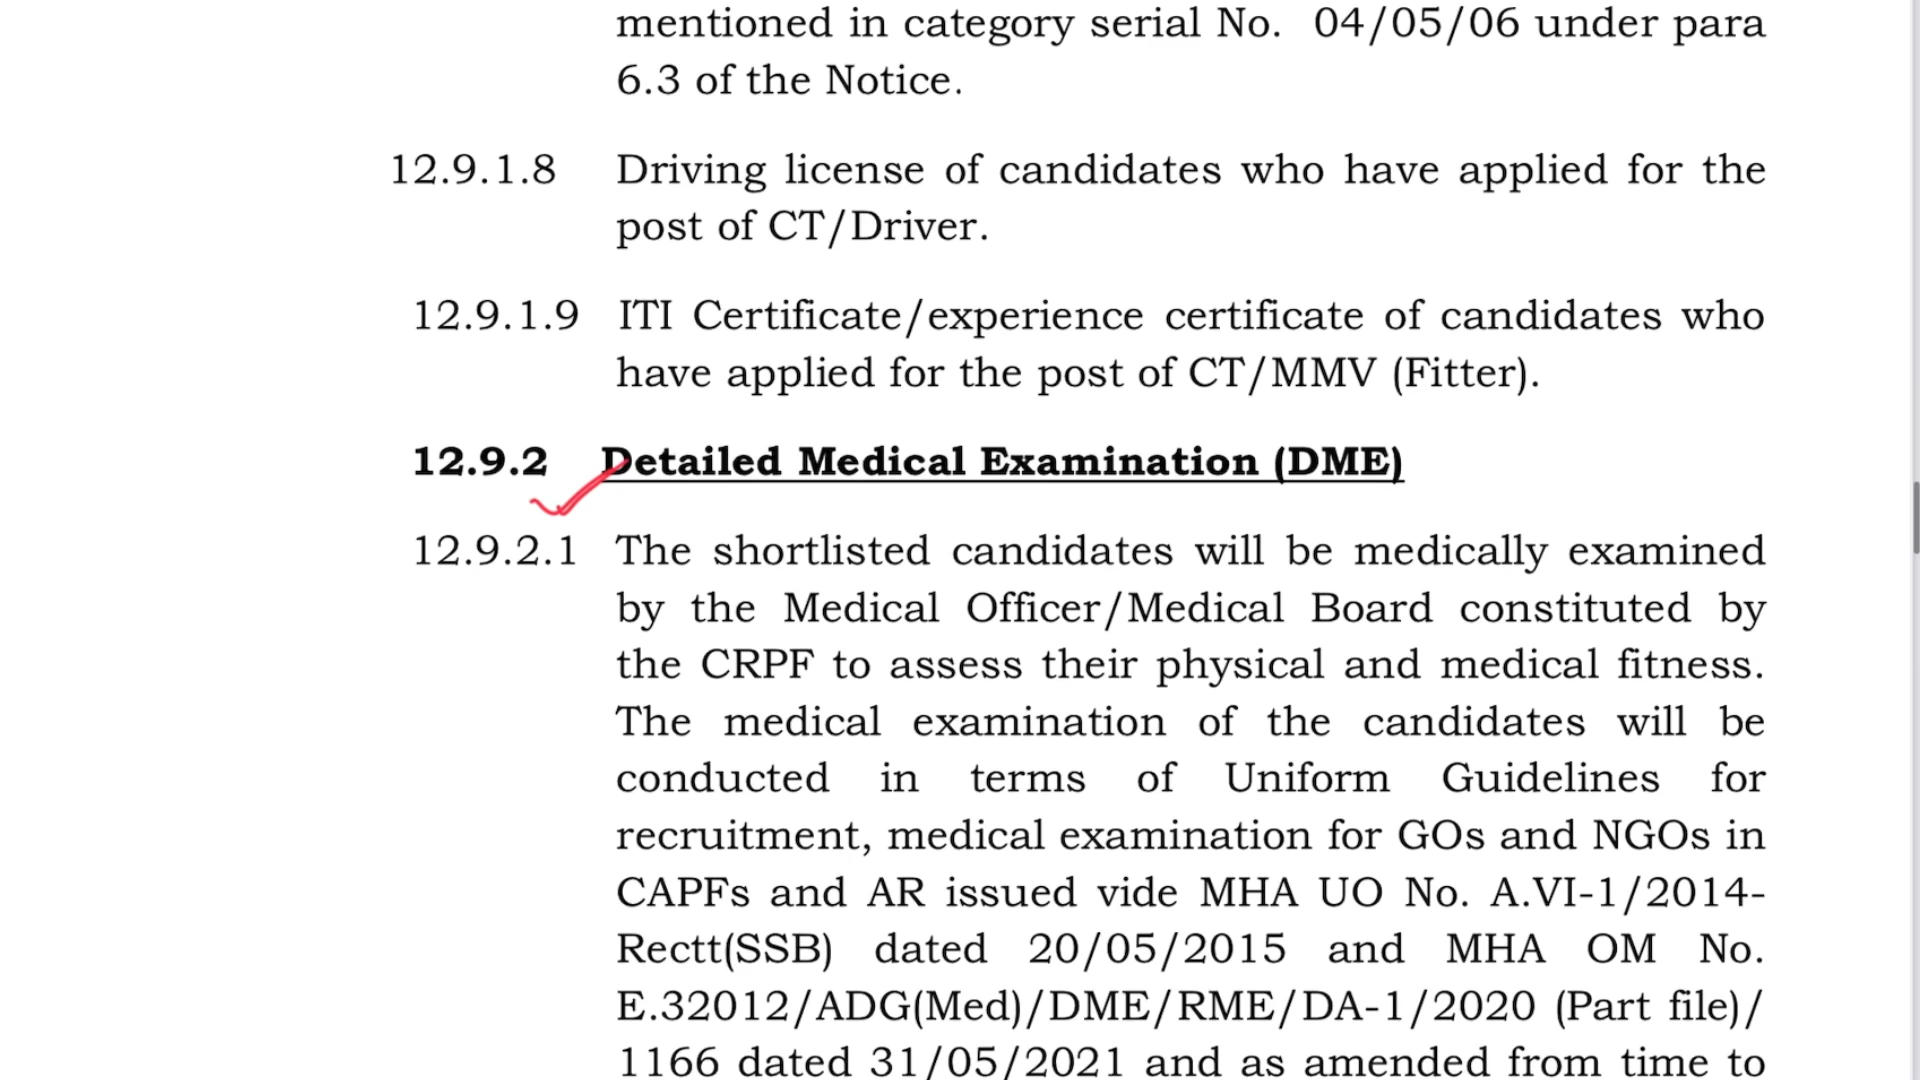 mentioned in category serial No. 04/05/06 under para
6.3 of the Notice.
12.9.1.8 Driving license of candidates who have applied for the
post of CT/Driver.
12.9.1.9 ITI Certificate/experience certificate of candidates who
have applied for the post of CT/MMV (Fitter).
12.9.2 Detailed Medical Examination (DME)
12.9.2.1 The shortlisted candidates will be medically examined
by the Medical Officer/Medical Board constituted by
the CRPF to assess their physical and medical fitness.
The medical examination of the candidates will be
conducted in terms of Uniform Guidelines for
recruitment, medical examination for GOs and NGOs in
CAPFs and AR issued vide MHA UO No. A.VI-1/2014-
Rectt(SSB) dated 20/05/2015 and MHA OM No.
E.32012/ADG(Med)/DME/RME/DA-1/2020 (Part file)/
1166 dated 31/05/2021 and as amended from time to